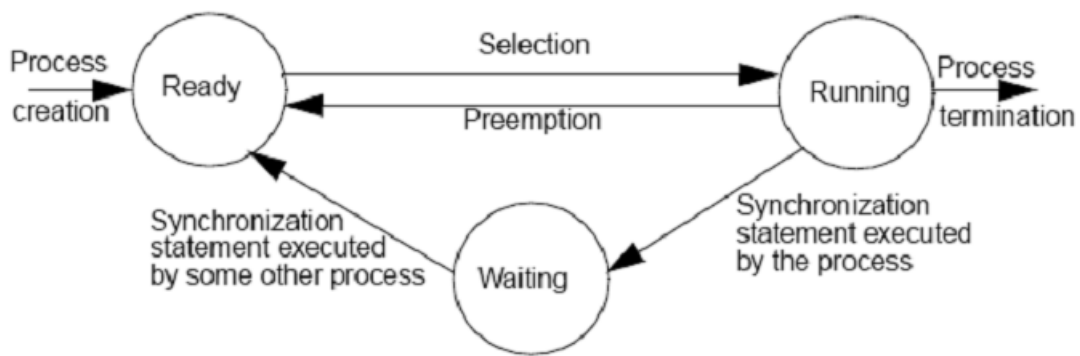 Process
creation
Ready
Selection
Preemption
Running
Process
termination
Synchronization
statement executed
by some other process
Waiting
Synchronization
statement executed
by the process